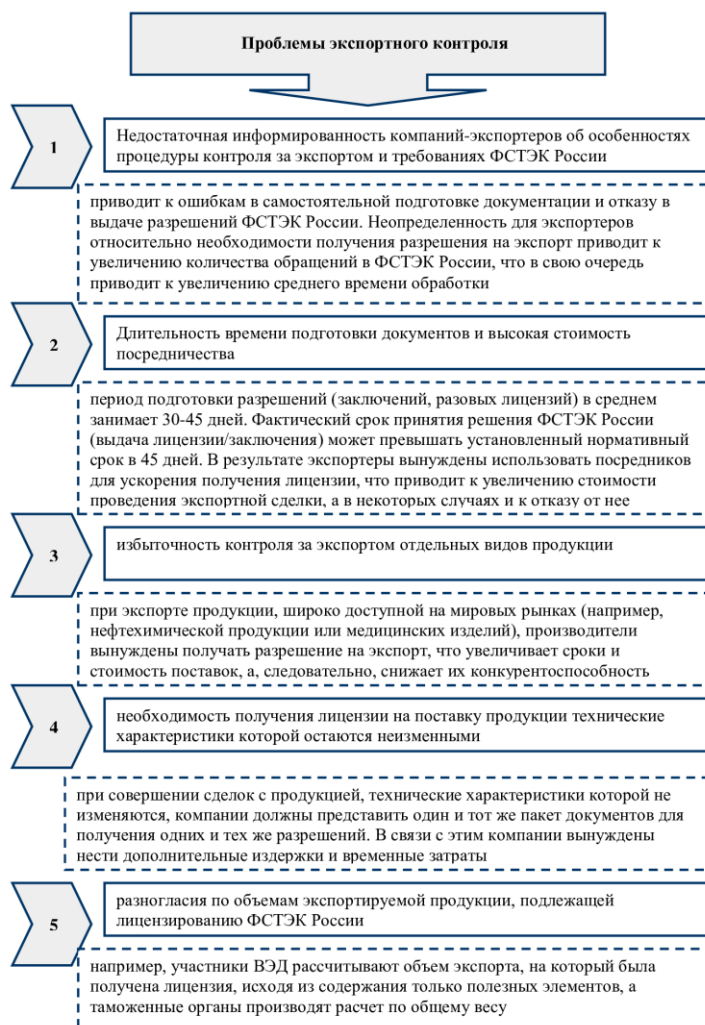 Проблемы экспортного контроля
1
Недостаточная информированность компаний-экспортеров об особенностях
процедуры контроля за экспортом и требованиях ФСТЭК России
приводит к ошибкам в самостоятельной подготовке документации и отказу в
выдаче разрешений ФСТЭК России. Неопределенность для экспортеров
относительно необходимости получения разрешения на экспорт приводит к
увеличению количества обращений в ФСТЭК России, что в свою очередь
приводит к увеличению среднего времени обработки
2
Длительность времени подготовки документов и высокая стоимость
посредничества
период подготовки разрешений (заключений, разовых лицензий) в среднем
занимает 30-45 дней. Фактический срок принятия решения ФСТЭК России
(выдача лицензии/заключения) может превышать установленный нормативный
срок в 45 дней. В результате экспортеры вынуждены использовать посредников
для ускорения получения лицензии, что приводит к увеличению стоимости
проведения экспортной сделки, а в некоторых случаях и к отказу от нее
3
избыточность контроля за экспортом отдельных видов продукции
при экспорте продукции, широко доступной на мировых рынках (например,
нефтехимической продукции или медицинских изделий), производители
вынуждены получать разрешение на экспорт, что увеличивает сроки и
стоимость поставок, а, следовательно, снижает их конкурентоспособность
4
необходимость получения лицензии на поставку продукции технические
характеристики которой остаются неизменными
при совершении сделок с продукцией, технические характеристики которой не
изменяются, компании должны представить один и тот же пакет документов для
получения одних и тех же разрешений. В связи с этим компании вынуждены
нести дополнительные издержки и временные затраты
5
разногласия по объемам экспортируемой продукции, подлежащей
лицензированию ФСТЭК России
например, участники ВЭД рассчитывают объем экспорта, на который была
получена лицензия, исходя из содержания только полезных элементов, а
таможенные органы производят расчет по общему весу